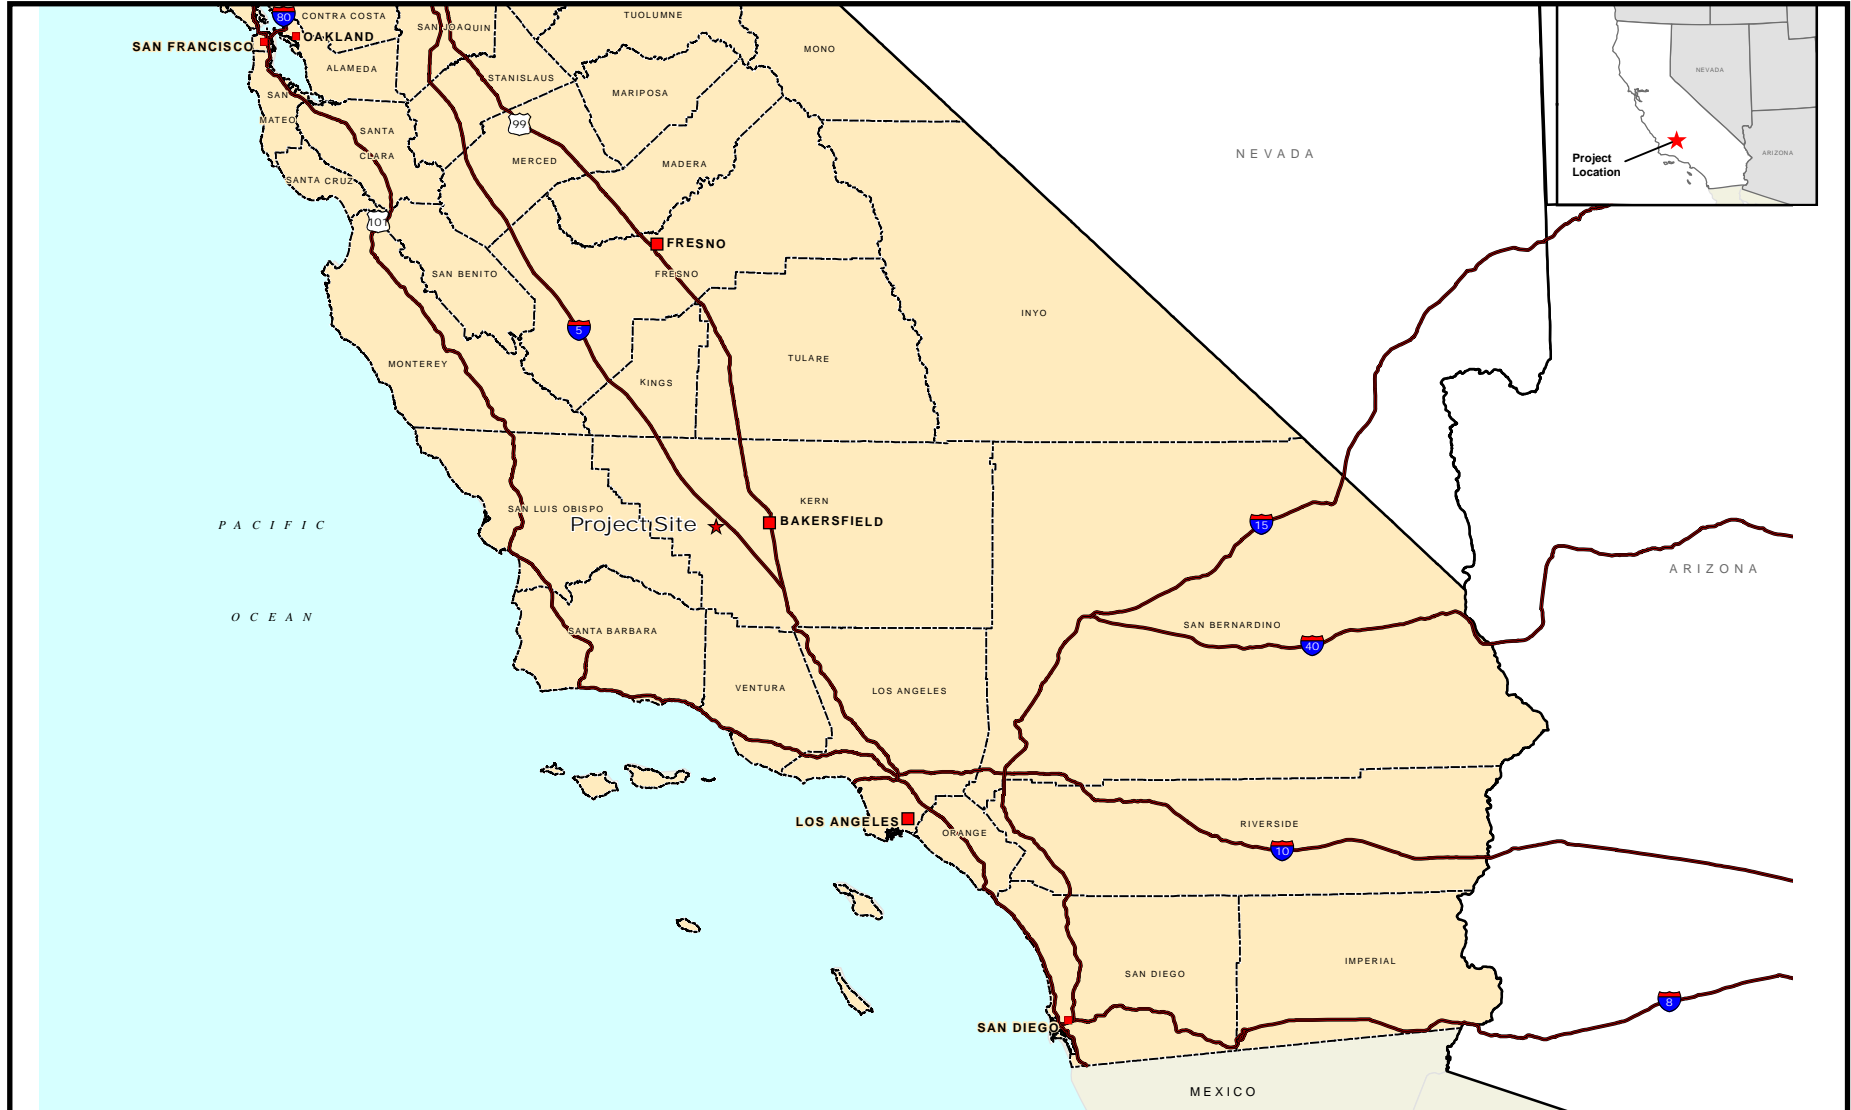 80
CONTRA COSTA
SAN JOAQUIN
TUOLUMNE
SAN FRANCISCO
OAKLAND
MONO
ALAMEDA
STANISLAUS
NEVADA
SAN
MATEO
MARIPOSA
99
SANTA
CLARA
MERCED
MADERA
NEVADA
ARIZONA
Project
Location
SANTA CRUZ
101
FRESNO
SAN BENITO
FRESNO
INYO
5
MONTEREY
KINGS
TULARE
KERN
SAN LUIS OBISPO
PACIFIC
Project Site
BAKERSFIELD
15
ARIZONA
OCEAN
SANTA BARBARA
SAN BERNARDINO
40
VENTURA
LOS ANGELES
LOS ANGELES
ORANGE
RIVERSIDE
10
SAN DIEGO
IMPERIAL
8
SAN DIEGO
MEXICO